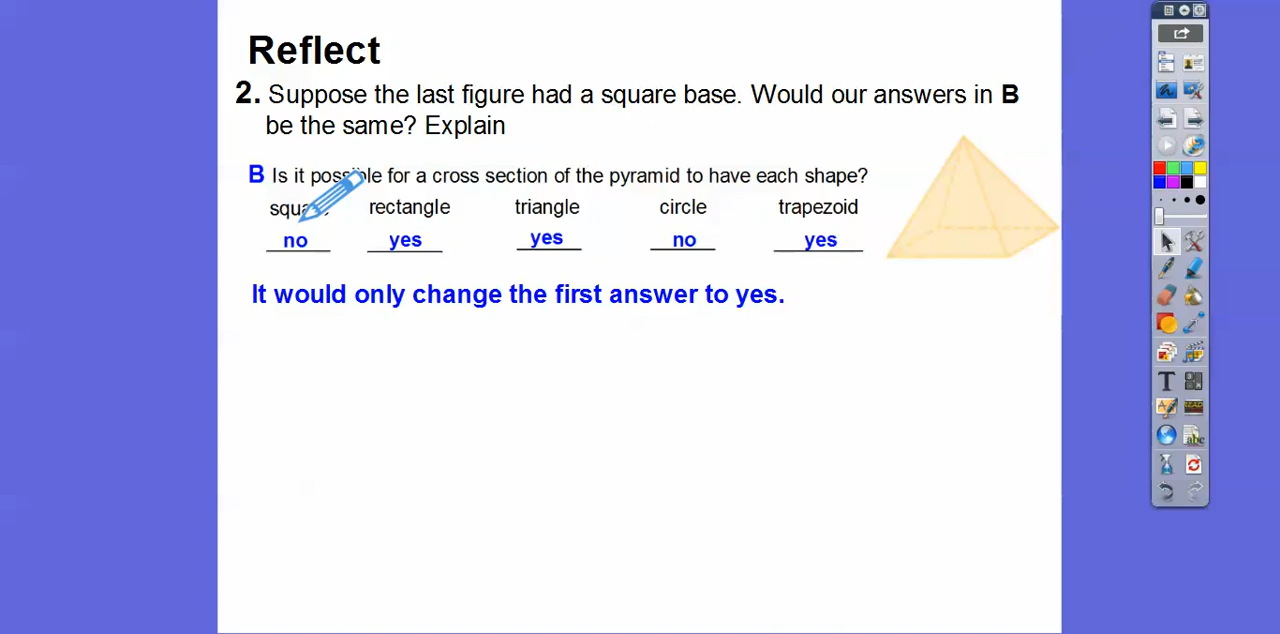 Reflect
2. Suppose the last figure had a square base. Would our answers in B
be the same? Explain
B Is it possible for a cross section of the pyramid to have each shape?
rectangle triangle circle trapezoid
no yes yes no yes
It would only change the first answer to yes.